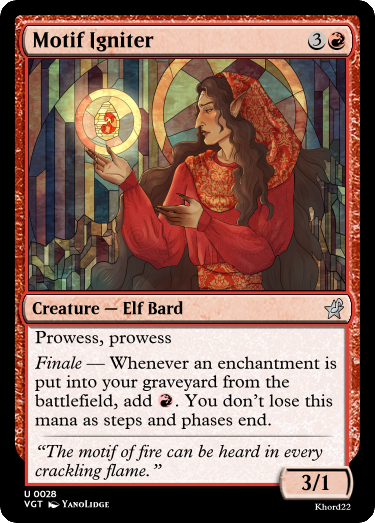 Motif Igniter 3
Creature — Elf Bard
Prowess, prowess
Finale — Whenever an enchantment is
put into your graveyard from the
battlefield, add . You don't lose this
mana as steps and phases end.
"The motif of fire can be heard in every
crackling flame."
3/1
U 0028
VGT YanoLidge
Khord22